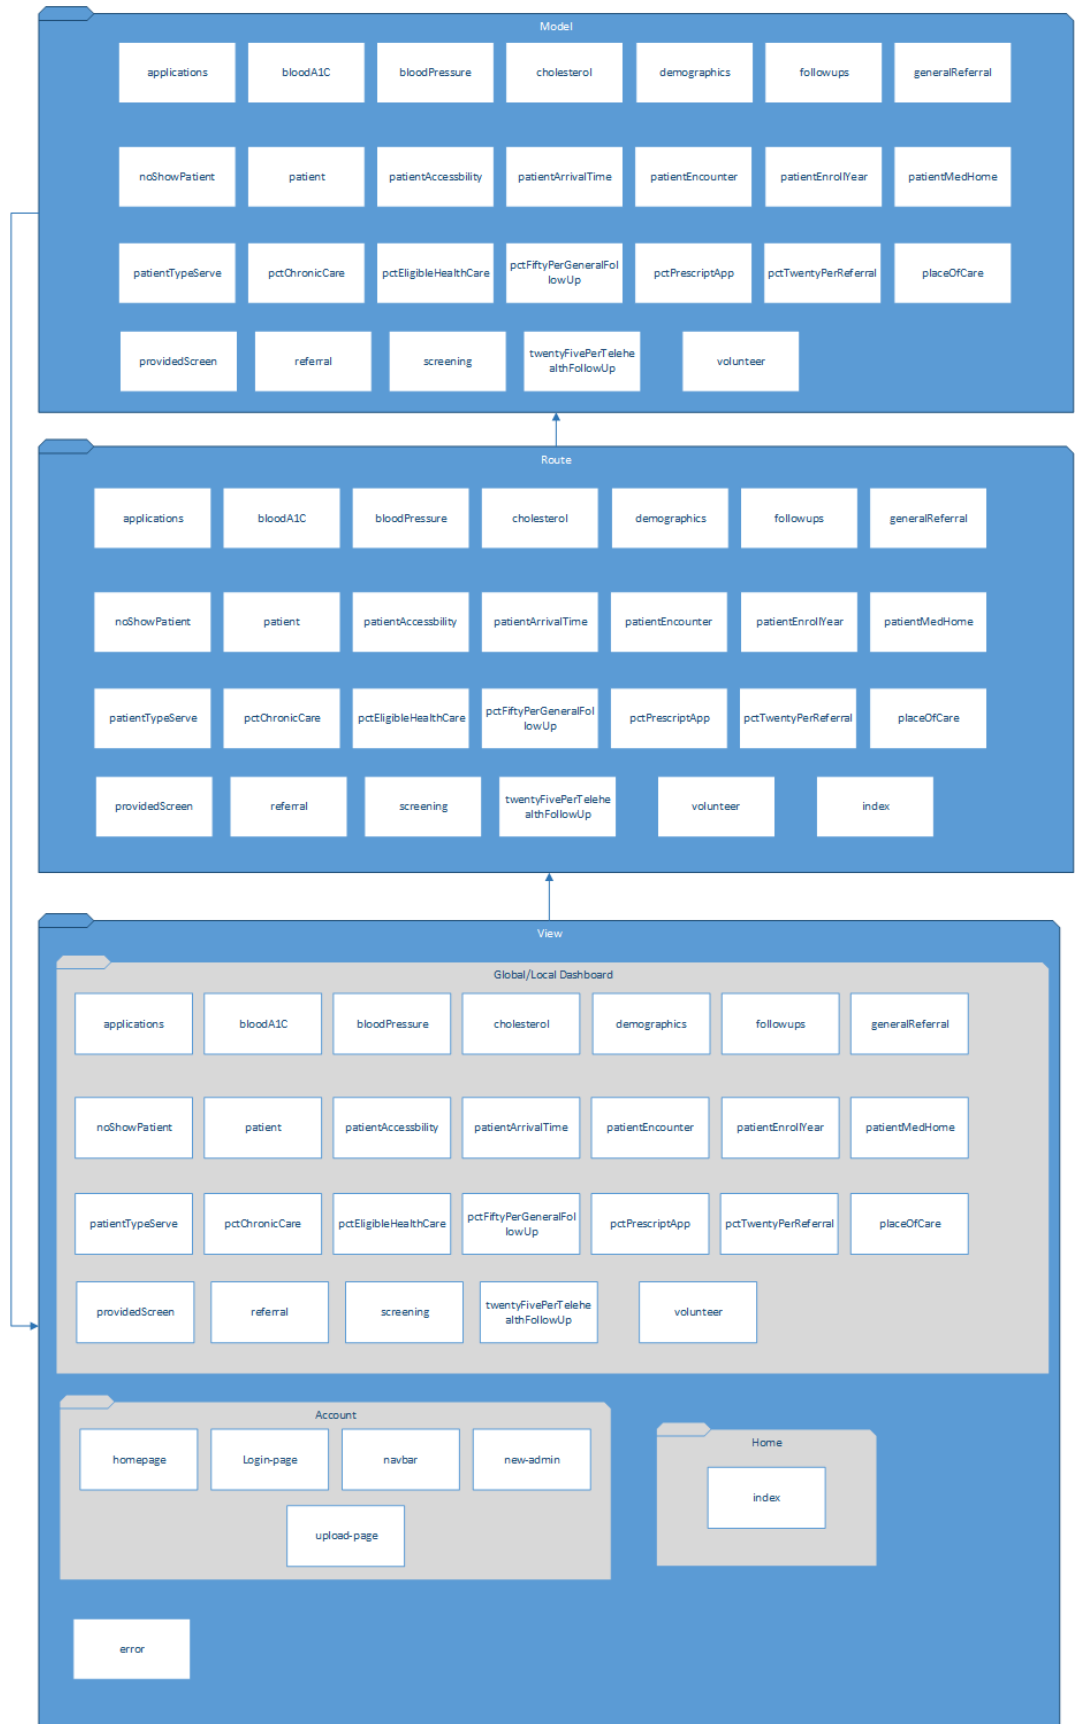 Model
applications
bloodA1C
bloodPressure
cholesterol
demographics
followups
generalReferral
noShowPatient
patient
patientAccessbility
patientArrivalTime
patientEncounter
patientEnrollYear
patientMedHome
patientTypeServe
pctChronicCare
pctEligibleHealthCare
pctFiftyPerGeneralFol
lowUp
pctPrescriptApp
pctTwentyPerReferral
placeOfCare
providedScreen
referral
screening
twentyFivePerTelehe
althFollowUp
volunteer
Route
applications
bloodA1C
bloodPressure
cholesterol
demographics
followups
generalReferral
noShowPatient
patient
patientAccessbility
patientArrivalTime
patientEncounter
patientEnrollYear
patientMedHome
patientTypeServe
pctChronicCare
pctEligibleHealthCare
pctFiftyPerGeneralFol
lowUp
pctPrescriptApp
pctTwentyPerReferral
placeOfCare
providedScreen
referral
screening
twentyFivePerTelehe
althFollowUp
volunteer
index
View
Global/Local Dashboard
applications
bloodA1C
bloodPressure
cholesterol
demographics
followups
generalReferral
noShowPatient
patient
patientAccessbility
patientArrivalTime
patientEncounter
patientEnrollYear
patientMedHome
patientTypeServe
pctChronicCare
pctEligibleHealthCare
pctFiftyPerGeneralFol
lowUp
pctPrescriptApp
pctTwentyPerReferral
placeOfCare
providedScreen
referral
screening
twentyFivePerTelehe
althFollowUp
volunteer
Account
homepage
Login-page
navbar
new-admin
upload-page
Home
index
error